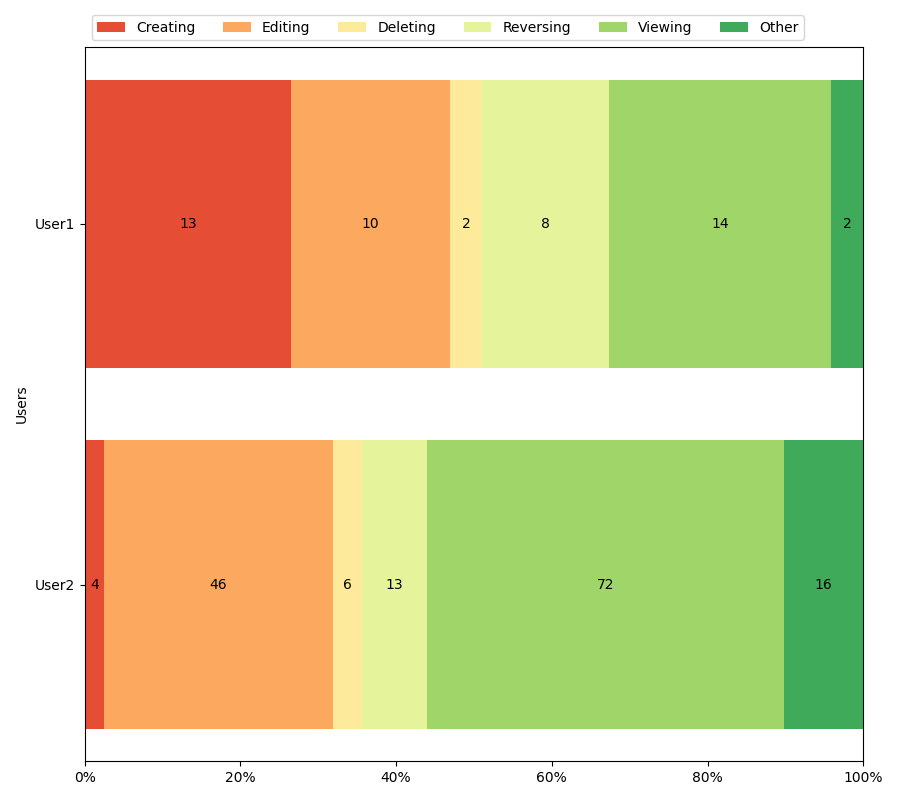 Creating Editing Deleting Reversing Viewing Other
User1
13 10 2 8 14 2
Users
User2
4 46 6 13 72 16
0% 20% 40% 60% 80% 100%